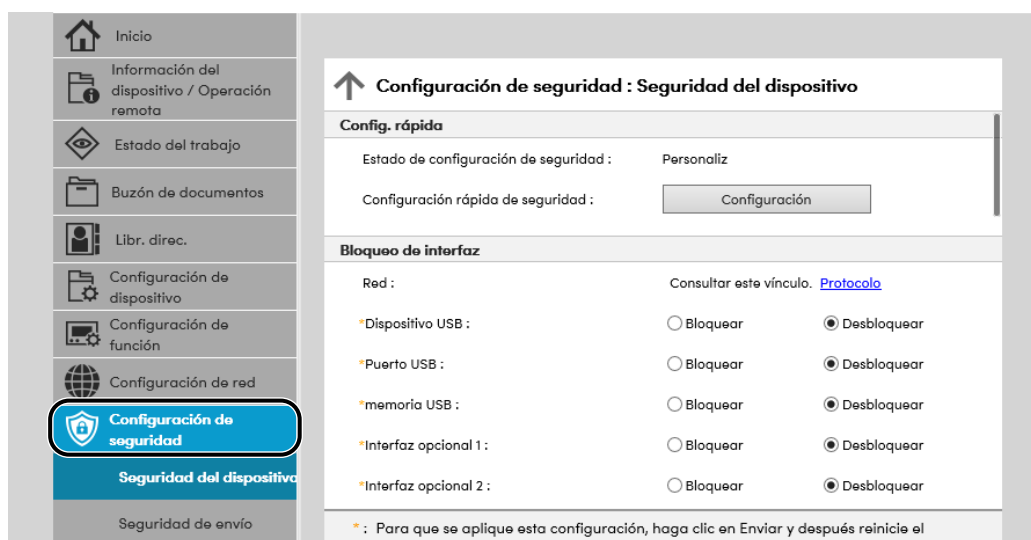 Inicio
Información del
dispositivo / Operación
remota
Estado del trabajo
Buzón de documentos
Libr. direc.
Configuración de
dispositivo
Configuración de
función
Configuración de red
Configuración de
seguridad
Seguridad del dispositivo
Seguridad de envío
Configuración de seguridad : Seguridad del dispositivo
Config. rápida
Estado de configuración de seguridad : Personaliz
Configuración rápida de seguridad : Configuración
Bloqueo de interfaz
Red : Consultar este vínculo. Protocolo
*Dispositivo USB : Bloquear Desbloquear
*Puerto USB : Bloquear Desbloquear
*memoria USB : Bloquear Desbloquear
*Interfaz opcional 1 : Bloquear Desbloquear
*Interfaz opcional 2 : Bloquear Desbloquear
* : Para que se aplique esta configuración, haga clic en Enviar y después reinicie el